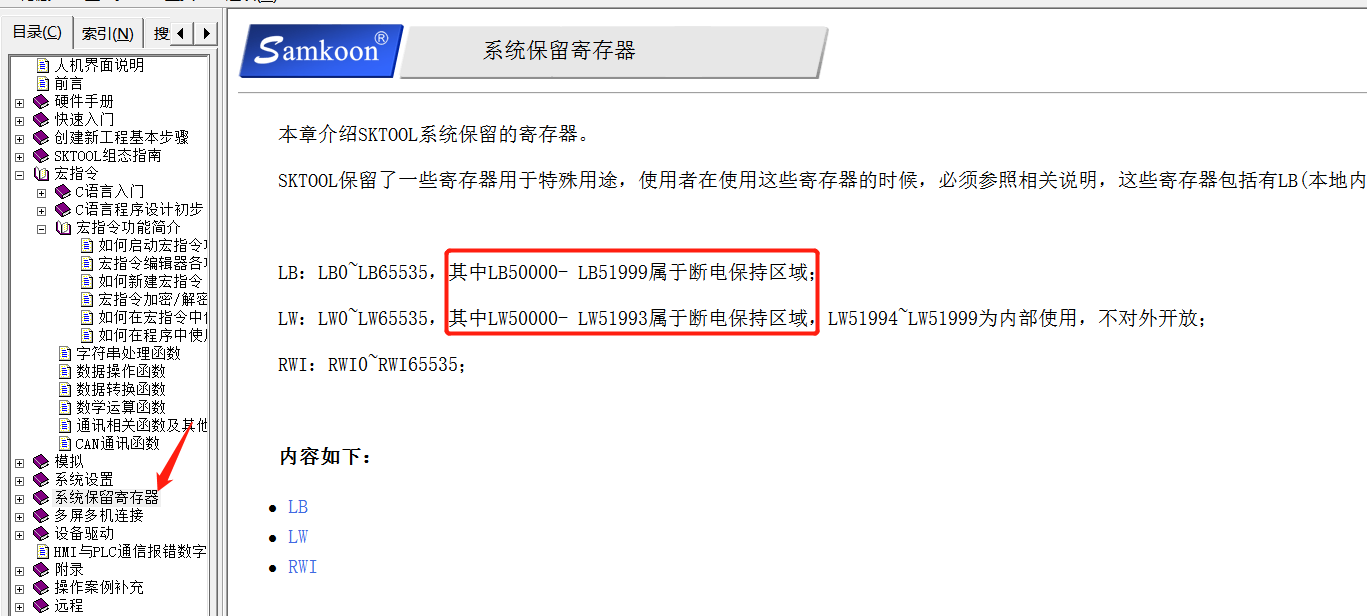 目录(C)
索引(N)
搜
人机界面说明
前言
硬件手册
快速入门
创建新工程基本步骤
SKTOOL组态指南
宏指令
C语言入门
C语言程序设计初步
宏指令功能简介
如何启动宏指令
宏指令编辑器各
如何新建宏指令
宏指令加密/解密
如何在宏指令中
如何在程序中使
字符串处理函数
数据操作函数
数据转换函数
数学运算函数
通讯相关函数及其他
CAN通讯函数
模拟
系统设置
系统保留寄存器
多屏多机连接
设备驱动
HMI与PLC通信报错数字
附录
操作案例补充
远程
Samkoon®
系统保留寄存器
本章介绍SKTOOL系统保留的寄存器。
SKTOOL保留了一些寄存器用于特殊用途，使用者在使用这些寄存器的时候，必须参照相关说明，这些寄存器包括有LB(本地内
LB：LB0~LB65535，其中LB50000- LB51999属于断电保持区域；
LW：LW0~LW65535，其中LW50000- LW51993属于断电保持区域，LW51994~LW51999为内部使用，不对外开放；
RWI：RWI0~RWI65535；
内容如下：
LB
LW
RWI